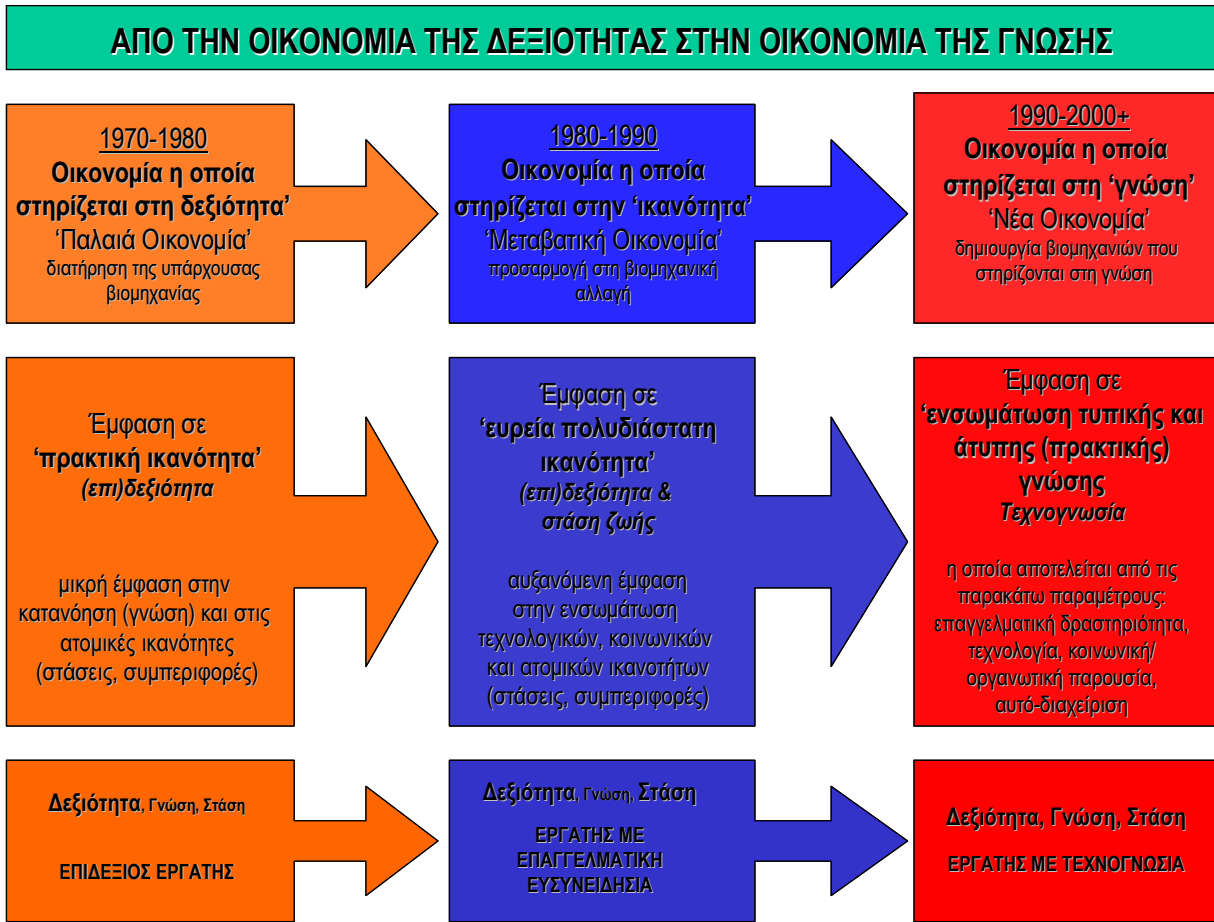 ΑΠΟ ΤΗΝ ΟΙΚΟΝΟΜΙΑ ΤΗΣ ΔΕΞΙΟΤΗΤΑΣ ΣΤΗΝ ΟΙΚΟΝΟΜΙΑ ΤΗΣ ΓΝΩΣΗΣ
1970-1980
Οικονομία η οποία
στηρίζεται στη δεξιότητα’
‘Παλαιά Οικονομία’
διατήρηση της υπάρχουσας
βιομηχανίας
1980-1990
Οικονομία η οποία
στηρίζεται στην ‘ικανότητα’
‘Μεταβατική Οικονομία’
προσαρμογή στη βιομηχανική
αλλαγή
1990-2000+
Οικονομία η οποία
στηρίζεται στη ‘γνώση’
‘Νέα Οικονομία’
δημιουργία βιομηχανιών που
στηρίζονται στη γνώση
Έμφαση σε
‘πρακτική ικανότητα’
(επι)δεξιότητα
μικρή έμφαση στην
κατανόηση (γνώση) και στις
ατομικές ικανότητες
(στάσεις, συμπεριφορές)
Έμφαση σε
‘ευρεία πολυδιάστατη
ικανότητα’
(επι)δεξιότητα &
στάση ζωής
αυξανόμενη έμφαση
στην ενσωμάτωση
τεχνολογικών, κοινωνικών
και ατομικών ικανοτήτων
(στάσεις, συμπεριφορές)
Έμφαση σε
‘ενσωμάτωση τυπικής και
άτυπης (πρακτικής)
γνώσης
Τεχνογνωσία
η οποία αποτελείται από τις
παρακάτω παραμέτρους:
επαγγελματική δραστηριότητα,
τεχνολογία, κοινωνική/
οργανωτική παρουσία,
αυτό-διαχείριση
Δεξιότητα, Γνώση, Στάση
ΕΠΙΔΕΞΙΟΣ ΕΡΓΑΤΗΣ
Δεξιότητα, Γνώση, Στάση
ΕΡΓΑΤΗΣ ΜΕ
ΕΠΑΓΓΕΛΜΑΤΙΚΗ
ΕΥΣΥΝΕΙΔΗΣΙΑ
Δεξιότητα, Γνώση, Στάση
ΕΡΓΑΤΗΣ ΜΕ ΤΕΧΝΟΓΝΩΣΙΑ